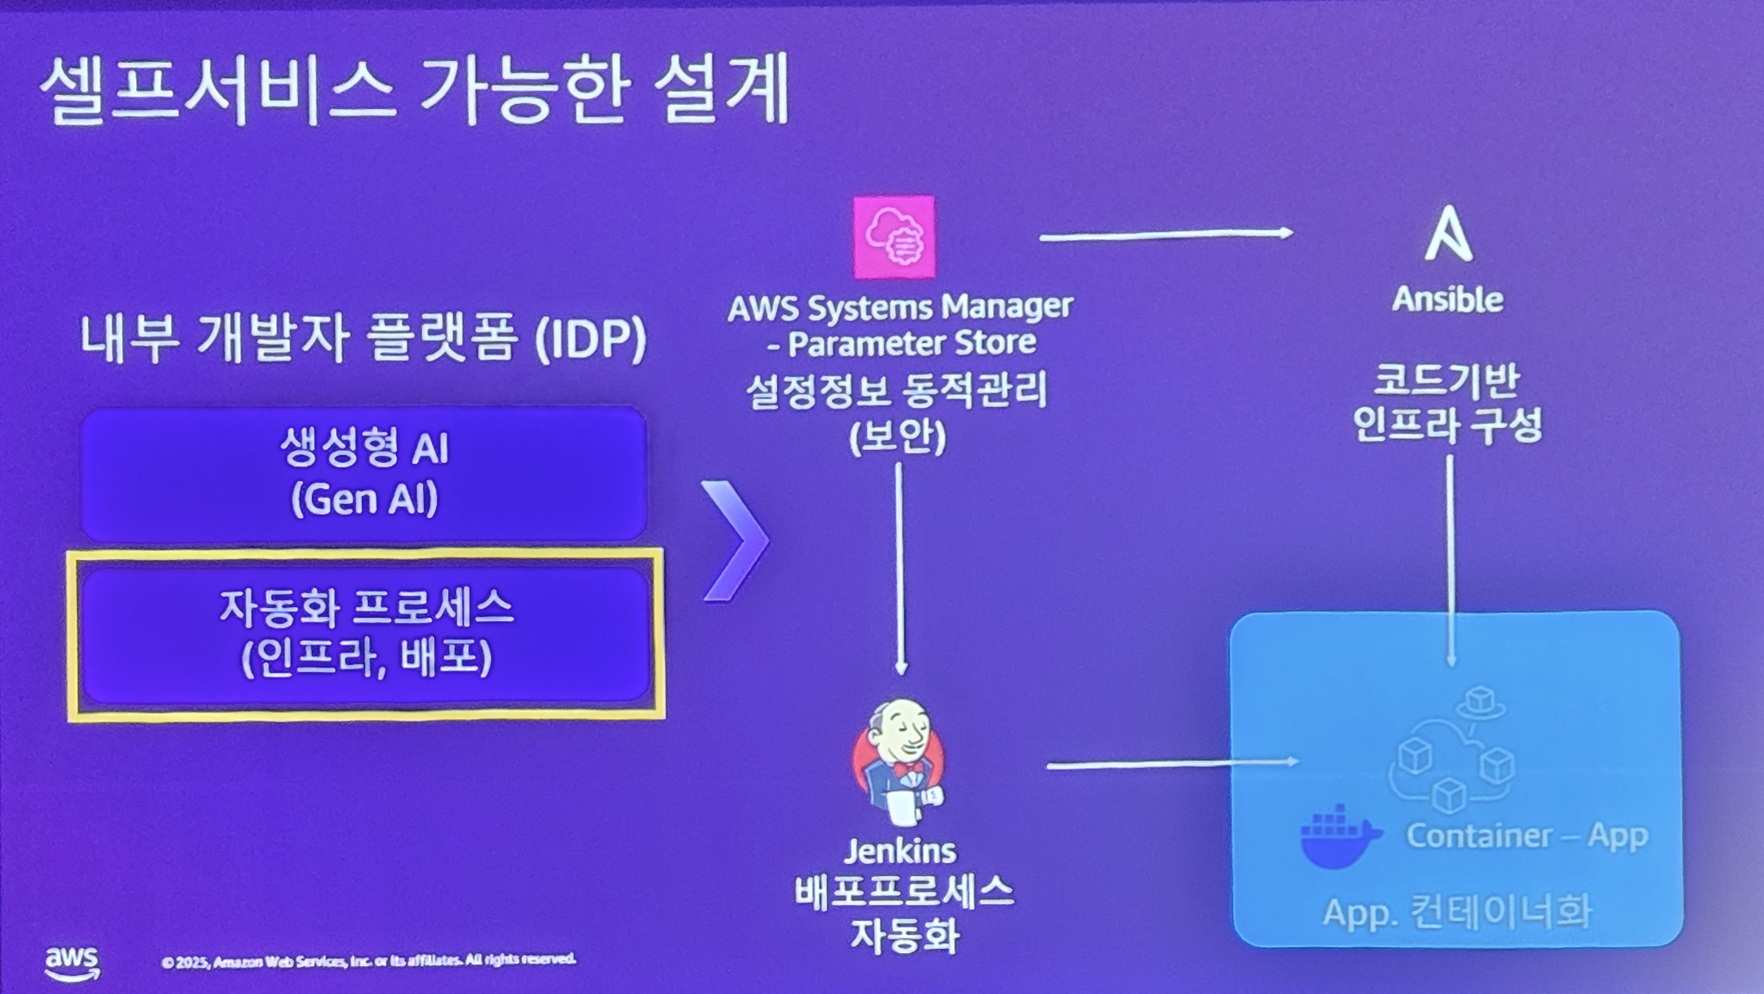 셀프서비스 가능한 설계
내부 개발자 플랫폼 (IDP)
생성형 AI
(Gen AI)
자동화 프로세스
(인프라, 배포)
AWS Systems Manager
- Parameter Store
설정정보 동적관리
(보안)
Ansible
코드기반
인프라 구성
Jenkins
배포프로세스
자동화
Container – App
App. 컨테이너화
aws
© 2025, Amazon Web Services, Inc. or its affiliates. All rights reserved.